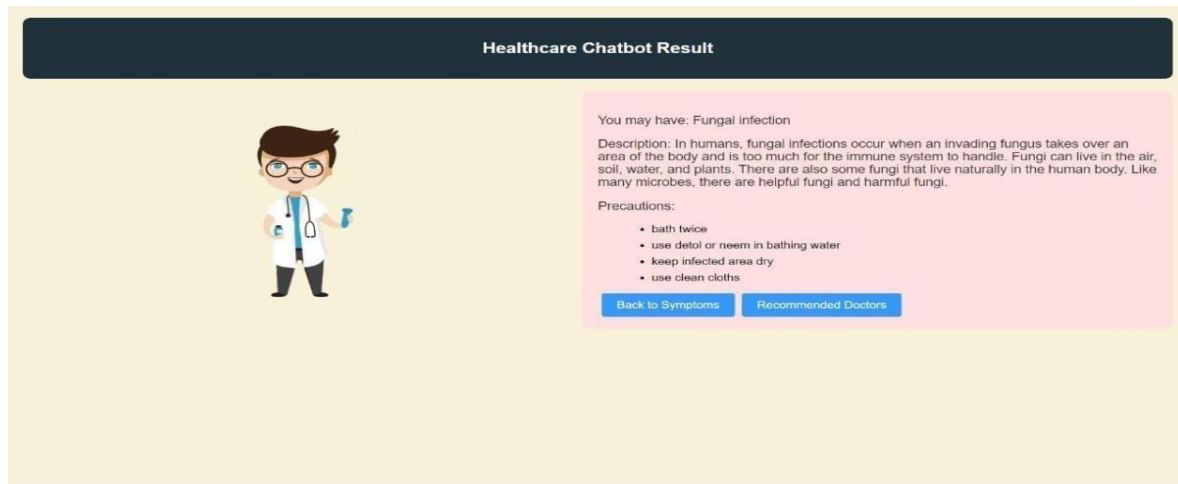 Healthcare Chatbot Result
You may have: Fungal infection
Description: In humans, fungal infections occur when an invading fungus takes over an
area of the body and is too much for the immune system to handle. Fungi can live in the air,
soil, water, and plants. There are also some fungi that live naturally in the human body. Like
many microbes, there are helpful fungi and harmful fungi.
Precautions:
• bath twice
• use detol or neem in bathing water
• keep infected area dry
• use clean cloths
Back to Symptoms Recommended Doctors